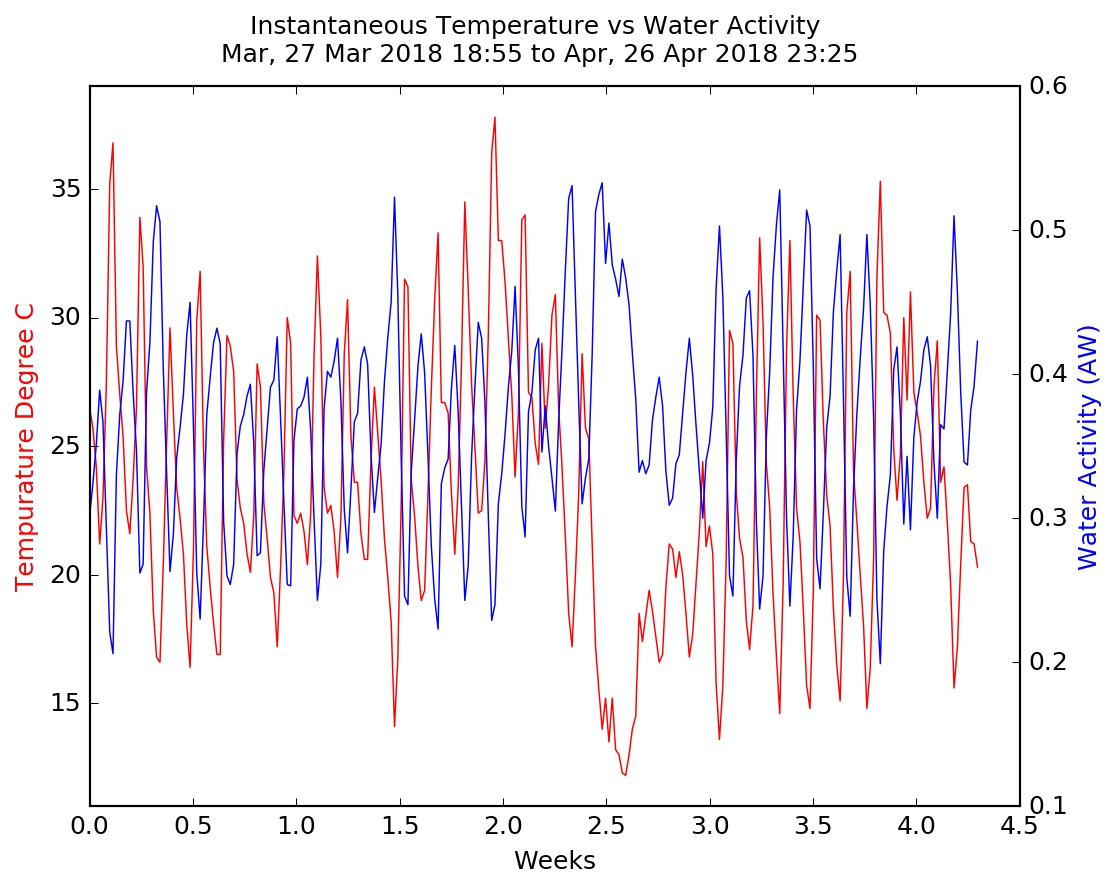 Instantaneous Temperature vs Water Activity
Mar, 27 Mar 2018 18:55 to Apr, 26 Apr 2018 23:25
Tempurature Degree C
35
30
25
20
15
0.6
0.5
0.4
0.3
0.2
0.1
Water Activity (AW)
0.0 0.5 1.0 1.5 2.0 2.5 3.0 3.5 4.0 4.5
Weeks